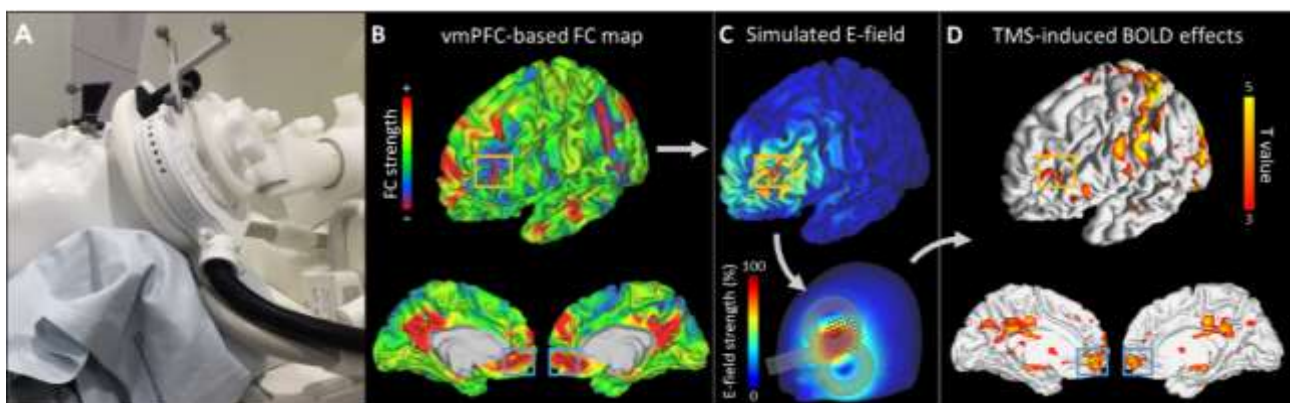 A
B
vmPFC-based FC map
+
FC strength
-
C
Simulated E-field
100
E-field strength (%)
0
D
TMS-induced BOLD effects
5
T value
3